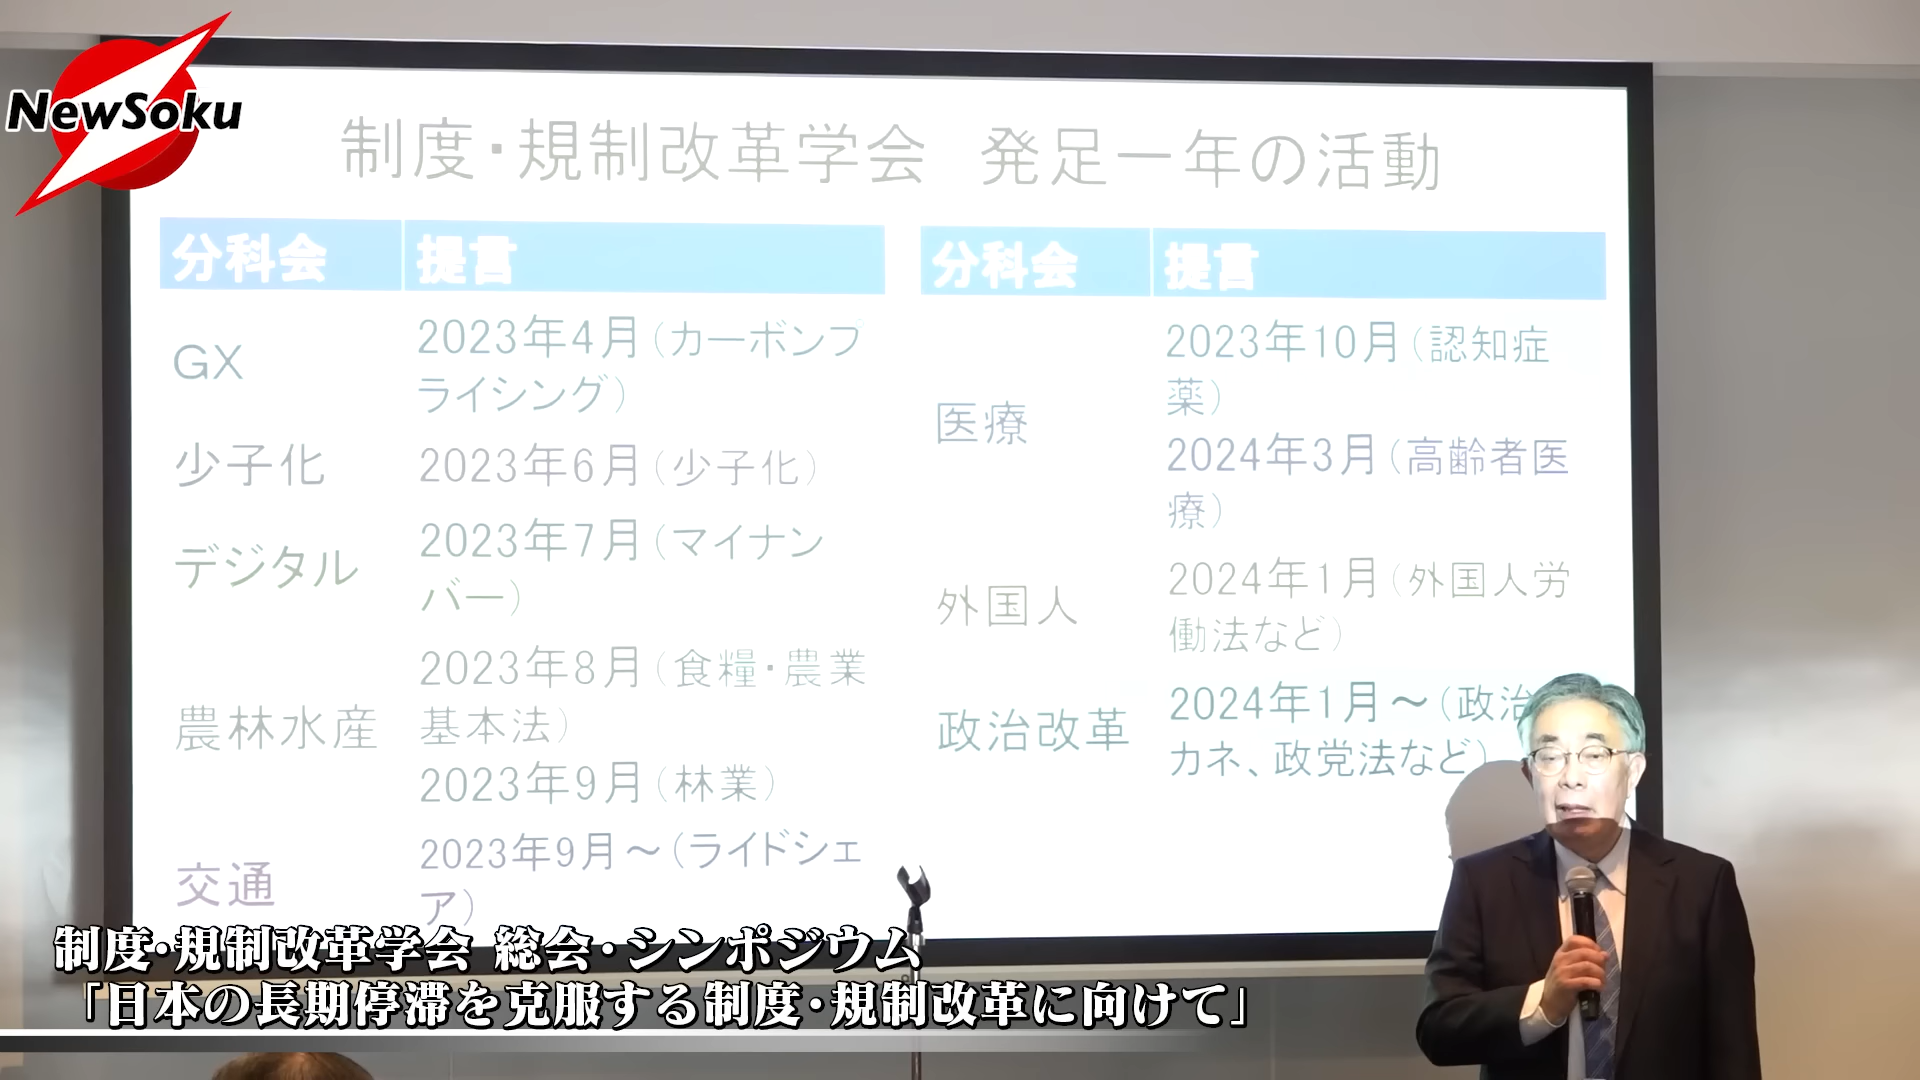 NewSoku
制度・規制改革学会　発足一年の活動
分科会　提言
GX
2023年4月（カーボンプ
ライシング）
少子化
2023年6月（少子化）
デジタル
2023年7月（マイナン
バー）
農林水産
2023年8月（食糧・農業
基本法）
2023年9月（林業）
交通
2023年9月～（ライドシェ
ア）
分科会　提言
医療
2023年10月（認知症
薬）
2024年3月（高齢者医
療）
外国人
2024年1月（外国人労
働法など）
政治改革
2024年1月～（政治
カネ、政党法など）
制度・規制改革学会 総会・シンポジウム
「日本の長期停滞を克服する制度・規制改革に向けて」